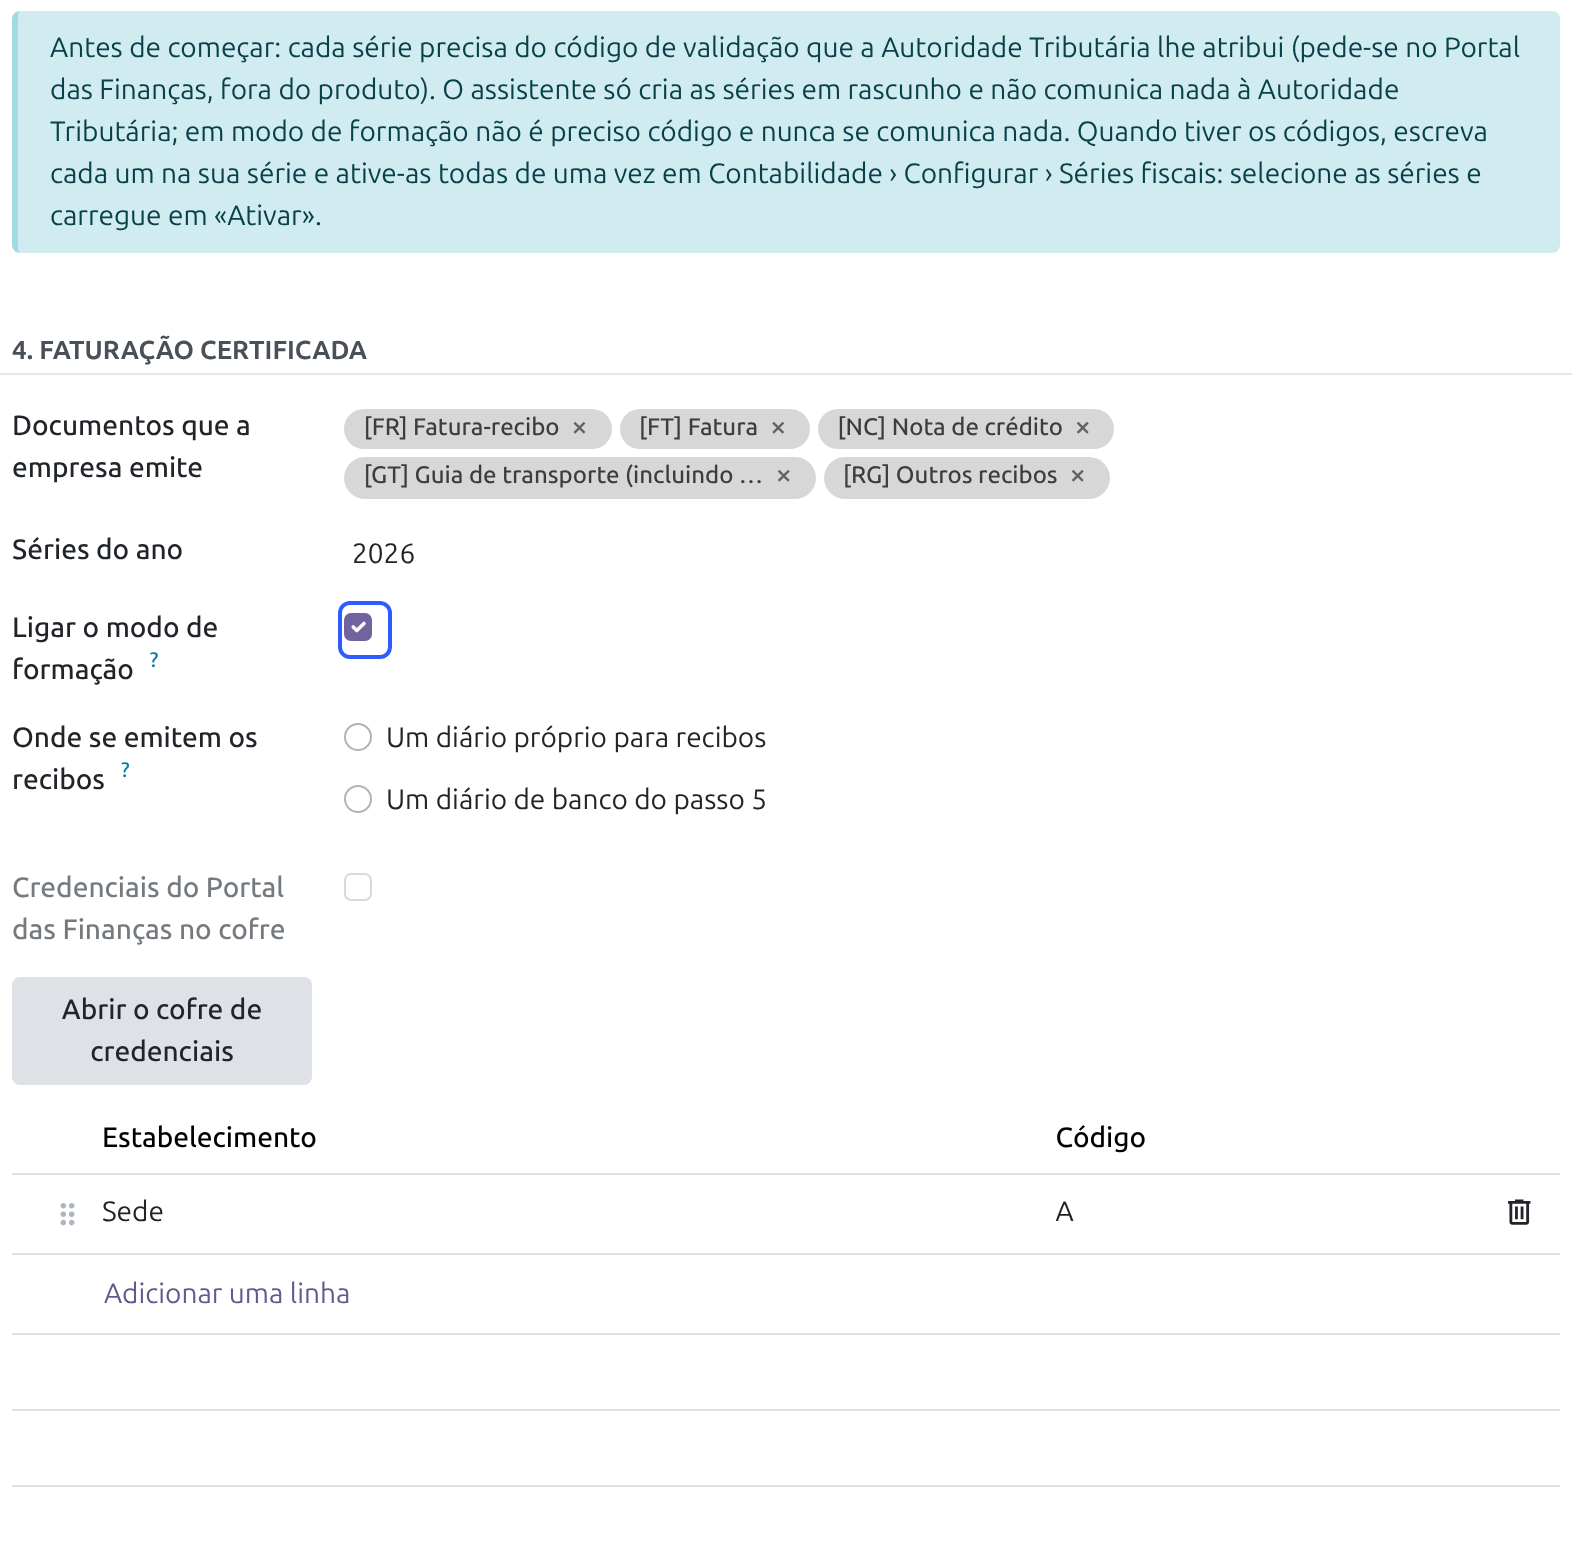 Antes de começar: cada série precisa do código de validação que a Autoridade Tributária lhe atribui (pede-se no Portal
das Finanças, fora do produto). O assistente só cria as séries em rascunho e não comunica nada à Autoridade
Tributária; em modo de formação não é preciso código e nunca se comunica nada. Quando tiver os códigos, escreva
cada um na sua série e ative-as todas de uma vez em Contabilidade › Configurar › Séries fiscais: selecione as séries e
carregue em «Ativar».
4. FATURAÇÃO CERTIFICADA
Documentos que a
empresa emite
[FR] Fatura-recibo × [FT] Fatura × [NC] Nota de crédito ×
[GT] Guia de transporte (incluindo ... × [RG] Outros recibos ×
Séries do ano
2026
Ligar o modo de
formação ?
Onde se emitem os
recibos ?
Um diário próprio para recibos
Um diário de banco do passo 5
Credenciais do Portal
das Finanças no cofre
Abrir o cofre de
credenciais
Estabelecimento Código
Sede A
Adicionar uma linha